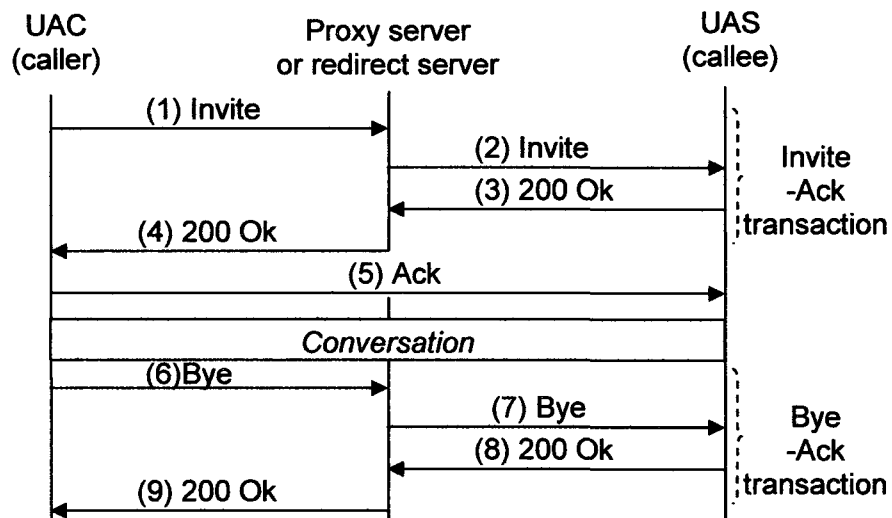 UAC
(caller)
Proxy server
or redirect server
UAS
(callee)
(1) Invite
(2) Invite
(3) 200 Ok
(4) 200 Ok
Invite
-Ack
transaction
(5) Ack
Conversation
(6)Bye
(7) Bye
(8) 200 Ok
(9) 200 Ok
Bye
-Ack
transaction